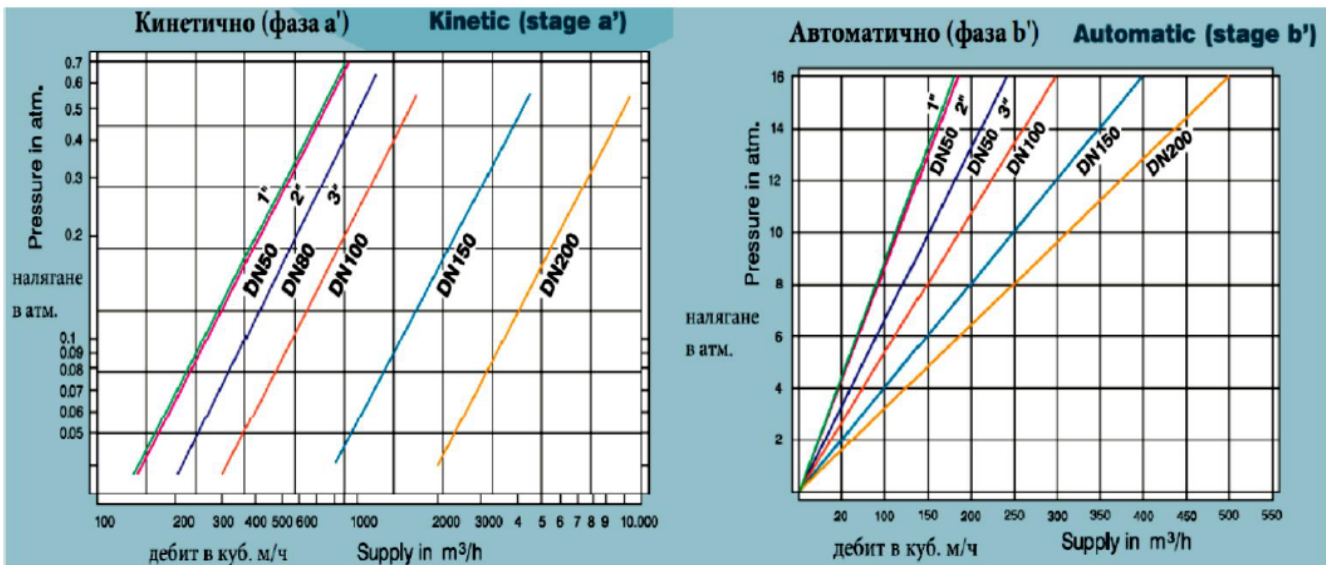 Кинетично (фаза а') Kinetic (stage a')
Pressure in atm.
налягане
в атм.
0.7
0.6
0.5
0.4
0.3
0.2
0.1
0.09
0.08
0.07
0.06
0.05
1" 2" 3"
DN50 DN80 DN100 DN150 DN200
100 200 300 400 500 600 1000 2000 3000 4 5 6 7 8 9 10.000
дебит в куб. м/ч Supply in m³/h
Автоматично (фаза b') Automatic (stage b')
Pressure in atm.
налягане
в атм.
16
14
12
10
8
6
4
2
1" 2" 3"
DN50 DN50 DN100 DN150 DN200
20 100 150 200 250 300 350 400 450 500 550
дебит в куб. м/ч Supply in m³/h